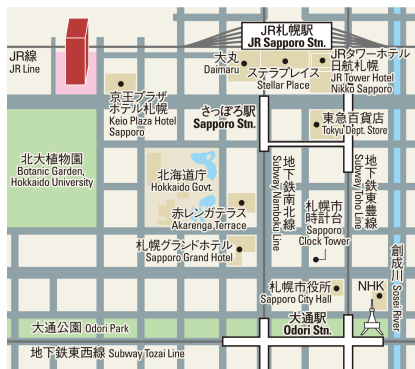 JR札幌駅
JR Sapporo Stn.
JR線
JR Line
大丸
Daimaru
ステラプレイス
Stellar Place
JRタワーホテル
日航札幌
JR Tower Hotel
Nikko Sapporo
京王プラザ
ホテル札幌
Keio Plaza Hotel
Sapporo
さっぽろ駅
Sapporo Stn.
東急百貨店
Tokyu Dept. Store
北大植物園
Botanic Garden,
Hokkaido University
北海道庁
Hokkaido Govt.
地下鉄南北線
Subway Namboku Line
地下鉄東豊線
Subway Toho Line
赤レンガテラス
Akarenga Terrace
札幌市
時計台
Sapporo
Clock Tower
札幌グランドホテル
Sapporo Grand Hotel
創成川
Sosei River
札幌市役所
Sapporo City Hall
NHK
大通公園 Odori Park
大通駅
Odori Stn.
地下鉄東西線 Subway Tozai Line